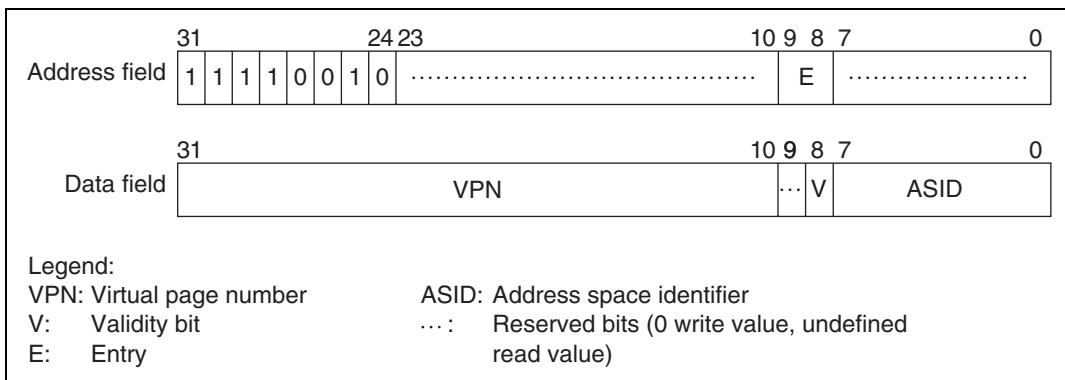 31 24 23 10 9 8 7 0
Address field 1 1 1 1 0 0 1 0 ⋯ E ⋯
31 10 9 8 7 0
Data field VPN ⋯ V ASID
Legend:
VPN: Virtual page number ASID: Address space identifier
V: Validity bit ⋯ : Reserved bits (0 write value, undefined
E: Entry read value)